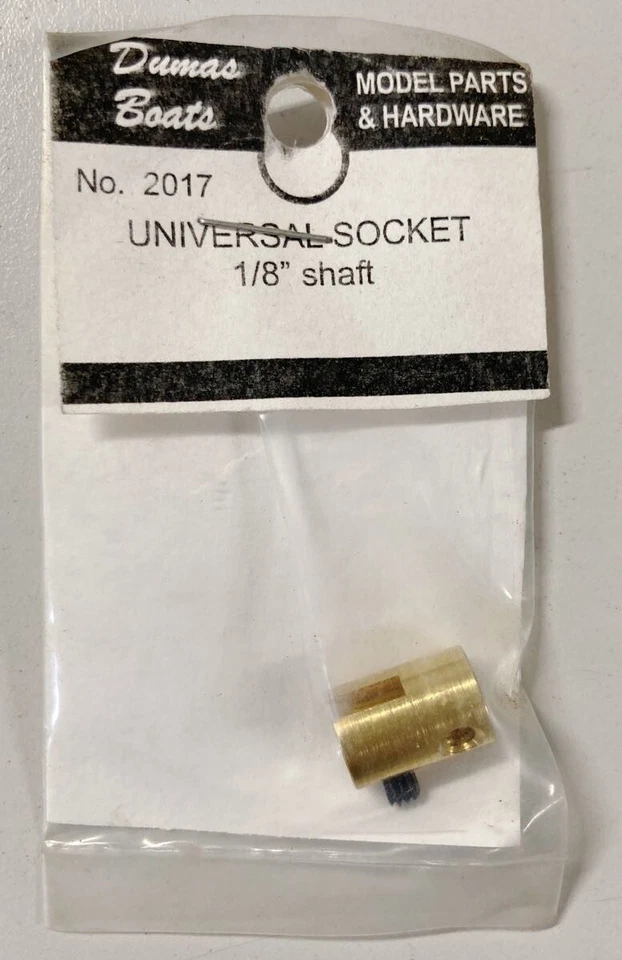 Dumas
Boats
MODEL PARTS
& HARDWARE
No. 2017
UNIVERSAL SOCKET
1/8” shaft